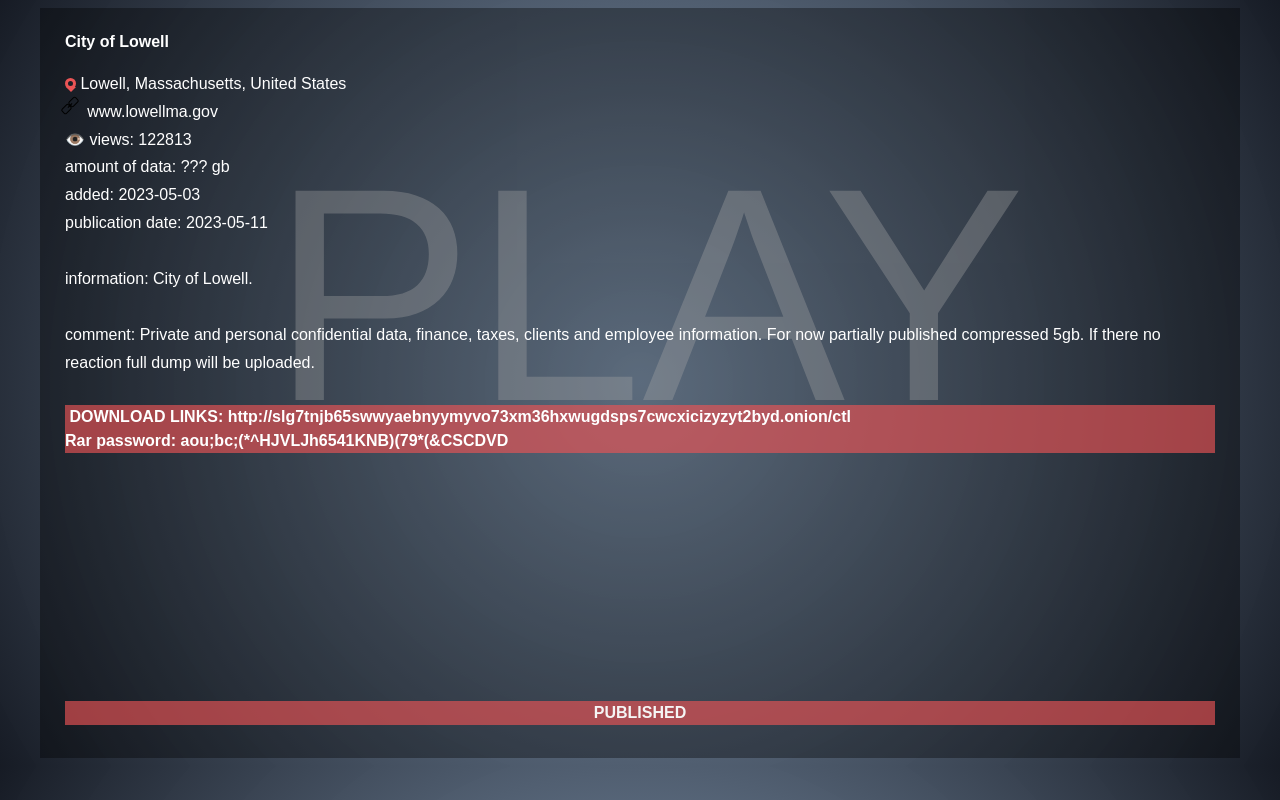 City of Lowell
Lowell, Massachusetts, United States
www.lowellma.gov
views: 122813
amount of data: ??? gb
added: 2023-05-03
publication date: 2023-05-11
PLAY
information: City of Lowell.
comment: Private and personal confidential data, finance, taxes, clients and employee information. For now partially published compressed 5gb. If there no
reaction full dump will be uploaded.
DOWNLOAD LINKS: http://slg7tnjb65swwyaebnyymyvo73xm36hxwugdsps7cwcxicizyzyt2byd.onion/ctl
Rar password: aou;bc;(*^HJVLJh6541KNB)(79*(&CSCDVD
PUBLISHED